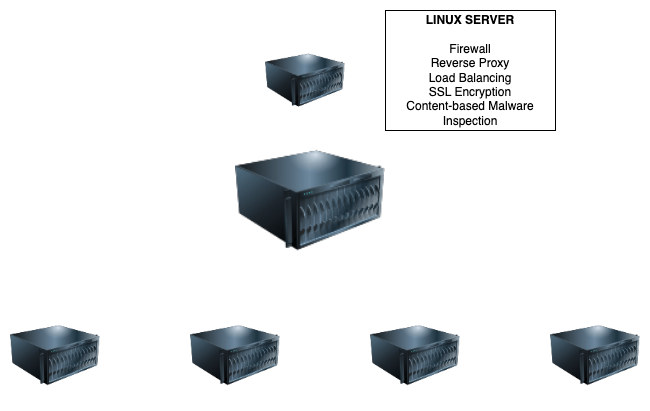 LINUX SERVER
Firewall
Reverse Proxy
Load Balancing
SSL Encryption
Content-based Malware
Inspection